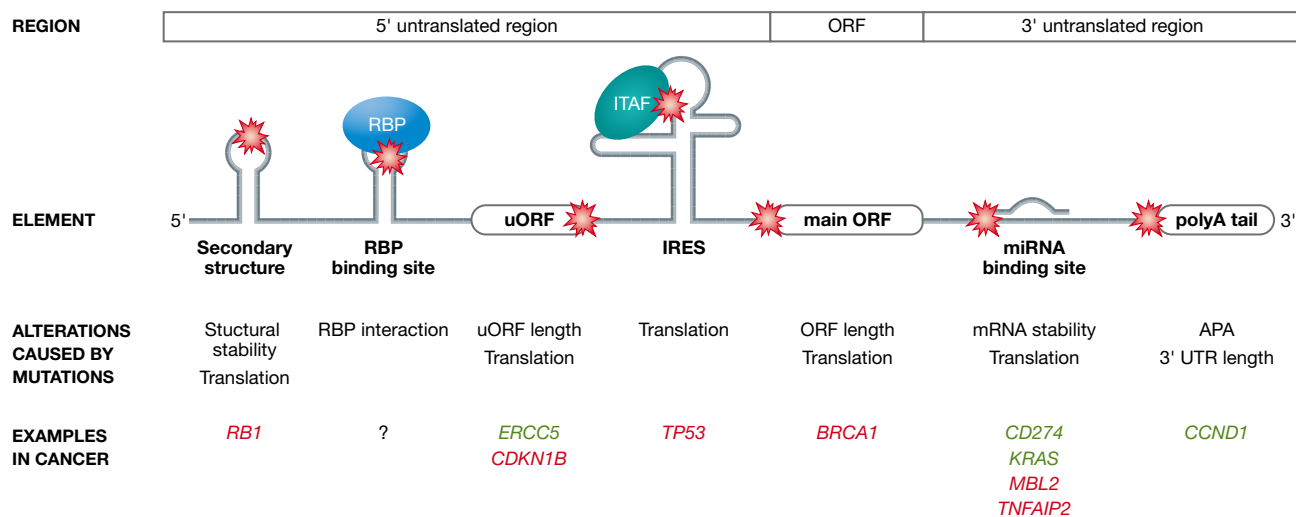 REGION
5' untranslated region
ORF
3' untranslated region
ITAF
RBP
ELEMENT
5'
uORF
main ORF
polyA tail
3'
Secondary
structure
RBP
binding site
IRES
miRNA
binding site
ALTERATIONS
CAUSED BY
MUTATIONS
Stuctural
stability
Translation
RBP interaction
uORF length
Translation
Translation
ORF length
Translation
mRNA stability
Translation
APA
3' UTR length
EXAMPLES
IN CANCER
RB1
?
ERCC5
CDKN1B
TP53
BRCA1
CD274
KRAS
MBL2
TNFAIP2
CCND1